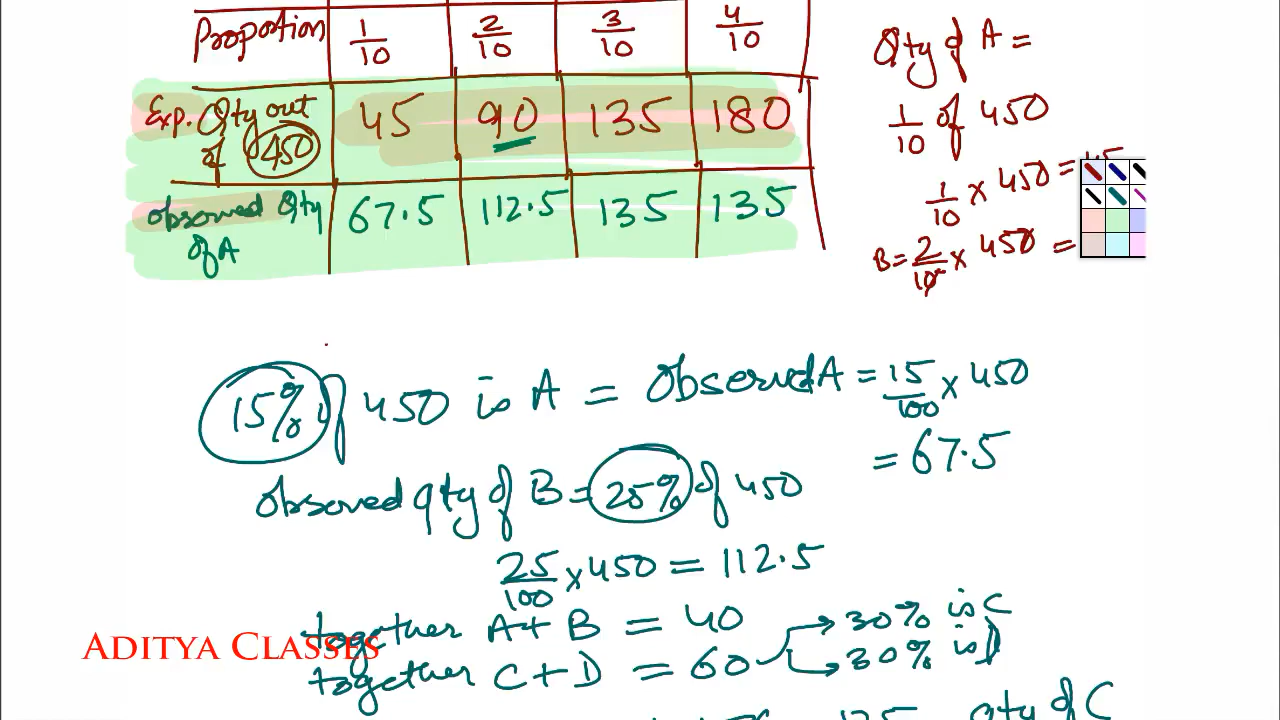 Proportion 1/10 2/10 3/10 4/10
Exp. Qty out of 450 45 90 135 180
Observed Qty of A 67.5 112.5 135 135
Qty of A =
1/10 of 450
1/10 x 450 =
B = 2/10 x 450 =
15% of 450 is A = Observed A = 15/100 x 450
= 67.5
observed qty of B = 25% of 450
25/100 x 450 = 112.5
together A + B = 40
together C + D = 60
30% is C
30% is D
ADITYA CLASSES
qty of C